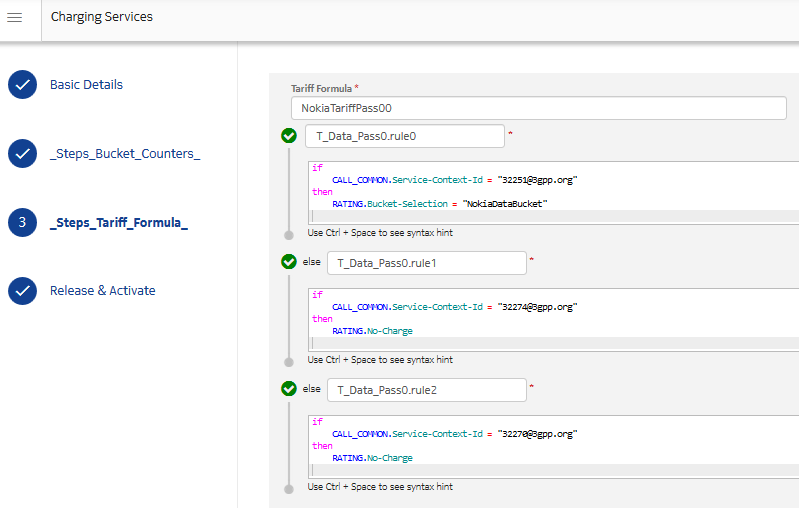 Charging Services
Basic Details
_Steps_Bucket_Counters_
3 _Steps_Tariff_Formula_
Release & Activate
Tariff Formula *
NokiaTariffPass00
T_Data_Pass0.rule0 *
if
CALL_COMMON.Service-Context-Id = "32251@3gpp.org"
then
RATING.Bucket-Selection = "NokiaDataBucket"
Use Ctrl + Space to see syntax hint
else T_Data_Pass0.rule1 *
if
CALL_COMMON.Service-Context-Id = "32274@3gpp.org"
then
RATING.No-Charge
Use Ctrl + Space to see syntax hint
else T_Data_Pass0.rule2 *
if
CALL_COMMON.Service-Context-Id = "32270@3gpp.org"
then
RATING.No-Charge
Use Ctrl + Space to see syntax hint